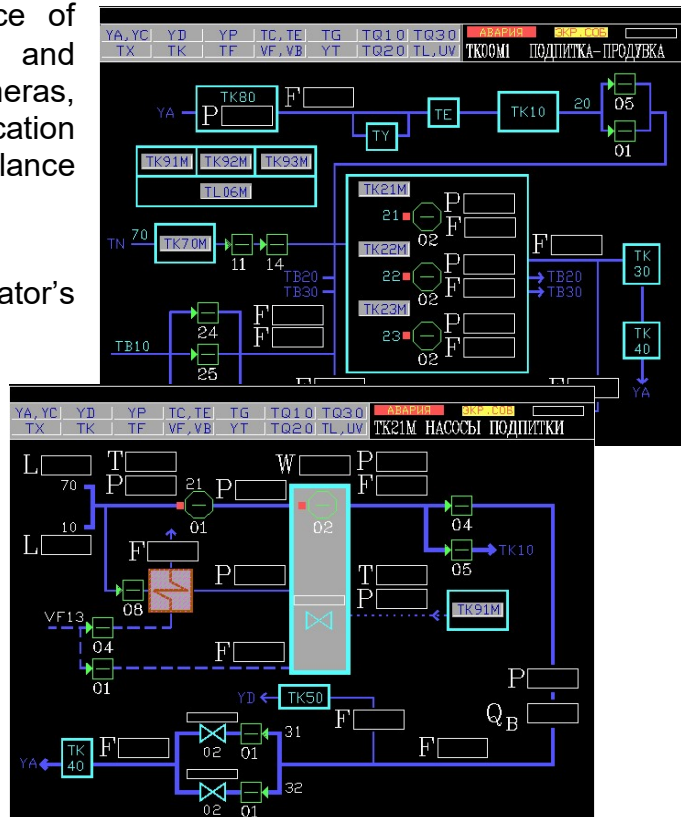 ce of
and
neras,
cation
lance
ator's
YA,YC YD YP TC,TE TG TQ10 TQ30
TX TK TF VF,VB YT TQ20 TL,UV
АВАРИЯ ЭКР.СОБ
TK00M1 ПОДПИТКА-ПРОДУВКА
YA TK80 P F TY TE TK10 20 05
01
TK91M TK92M TK93M
TL06M
TK21M
21 02 P F
TN 70 TK70M 11 14
TK22M
22 02 P F
TB20 TB30
TB20 TB30
TK23M
23 02 P F
F TK 30
TK 40
YA
TB10 24 F F
25
YA,YC YD YP TC,TE TG TQ10 TQ30
TX TK TF VF,VB YT TQ20 TL,UV
АВАРИЯ ЭКР.СОБ
TK21M НАСОСЫ ПОДПИТКИ
L T W P
70 P 21 P F
10 01 02 04
L F 05 TK10
08 P T
VF13 P TK91M
04
01 F
P
YD TK50 QB
F
YA TK 40 F 02 01 31 F
02 01 32